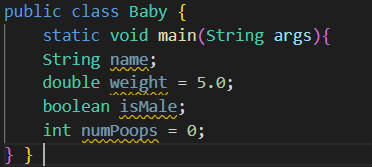 public class Baby {
static void main(String args){
String name;
double weight = 5.0;
boolean isMale;
int numPoops = 0;
} }